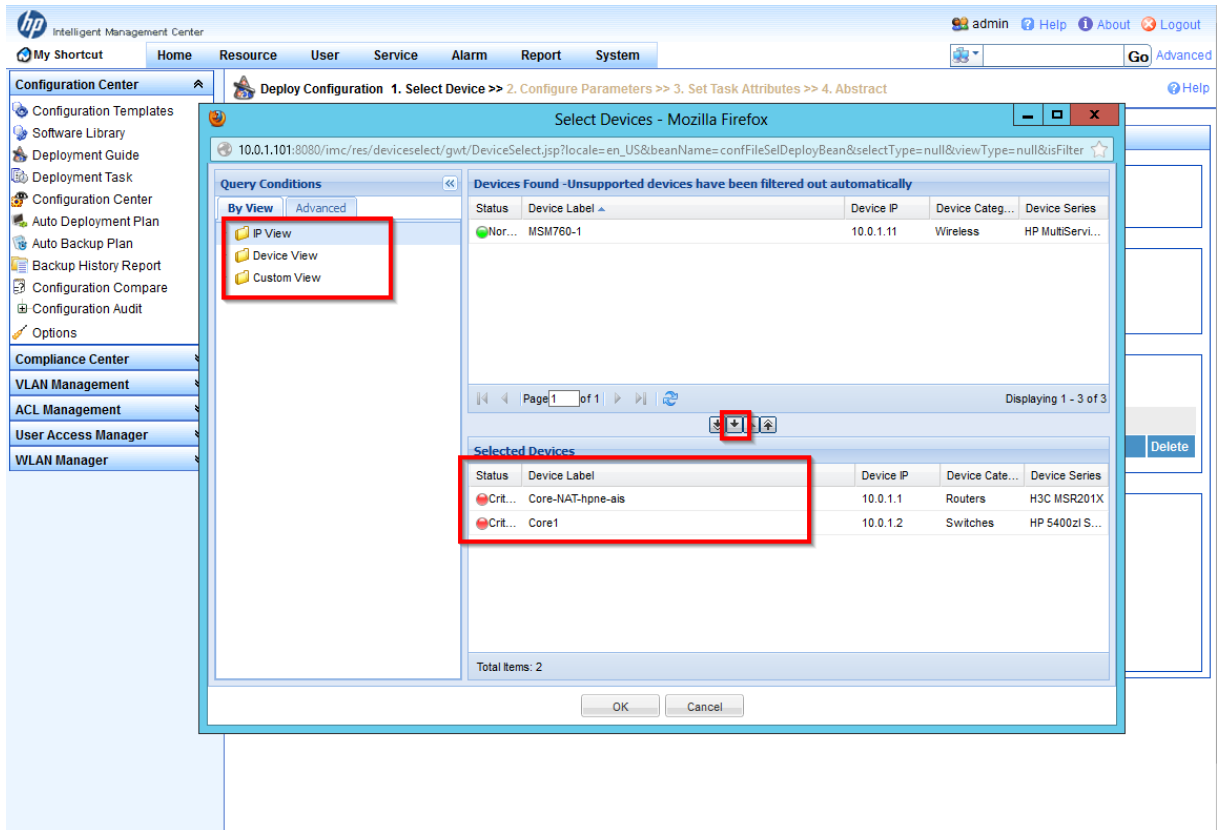 hp Intelligent Management Center
admin Help About Logout
My Shortcut Home Resource User Service Alarm Report System Go Advanced
Configuration Center
Configuration Templates
Software Library
Deployment Guide
Deployment Task
Configuration Center
Auto Deployment Plan
Auto Backup Plan
Backup History Report
Configuration Compare
Configuration Audit
Options
Compliance Center
VLAN Management
ACL Management
User Access Manager
WLAN Manager
Deploy Configuration 1. Select Device >> 2. Configure Parameters >> 3. Set Task Attributes >> 4. Abstract
Help
Select Devices - Mozilla Firefox
10.0.1.101:8080/imc/res/deviceselect/gwt/DeviceSelect.jsp?locale=en_US&beanName=confFileSelDeployBean&selectType=null&viewType=null&isFilter
Query Conditions
By View Advanced
IP View
Device View
Custom View
Devices Found -Unsupported devices have been filtered out automatically
Status Device Label Device IP Device Categ... Device Series
Nor... MSM760-1 10.0.1.11 Wireless HP MultiServi...
Page 1 of 1 Displaying 1 - 3 of 3
Selected Devices
Status Device Label Device IP Device Cate... Device Series
Crit... Core-NAT-hpne-ais 10.0.1.1 Routers H3C MSR201X
Crit... Core1 10.0.1.2 Switches HP 5400zl S...
Total Items: 2
OK Cancel
Delete